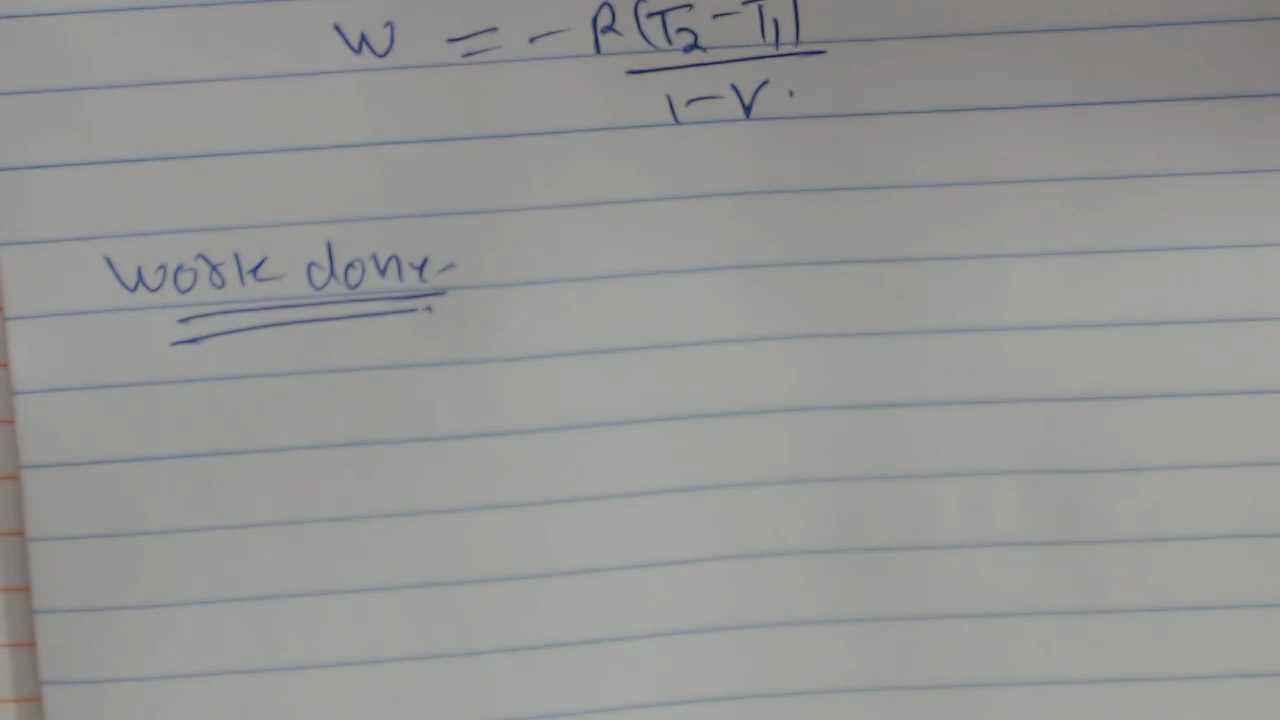 W = - R(T₂-T₁)
1-γ.
Work done-